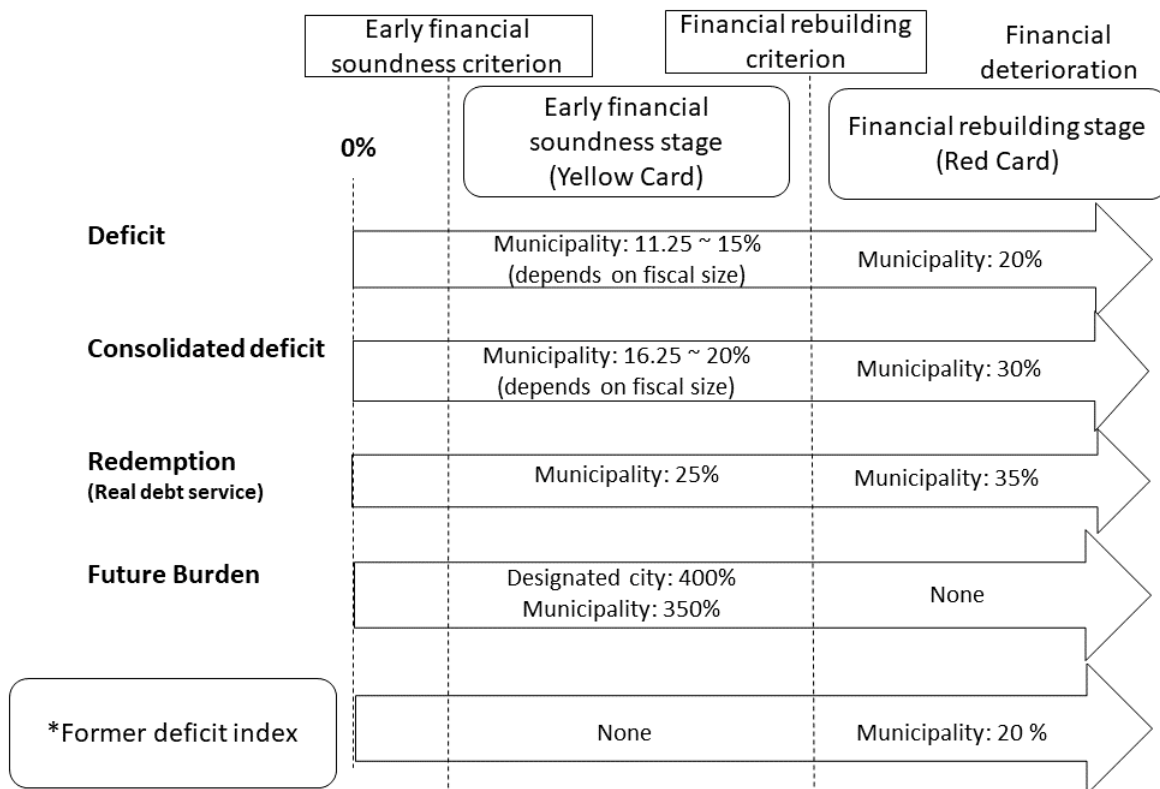 Early financial
soundness criterion
Financial rebuilding
criterion
Financial
deterioration
0%
Early financial
soundness stage
(Yellow Card)
Financial rebuilding stage
(Red Card)
Deficit
Municipality: 11.25 ~ 15%
(depends on fiscal size)
Municipality: 20%
Consolidated deficit
Municipality: 16.25 ~ 20%
(depends on fiscal size)
Municipality: 30%
Redemption
(Real debt service)
Municipality: 25%
Municipality: 35%
Future Burden
Designated city: 400%
Municipality: 350%
None
*Former deficit index
None
Municipality: 20 %